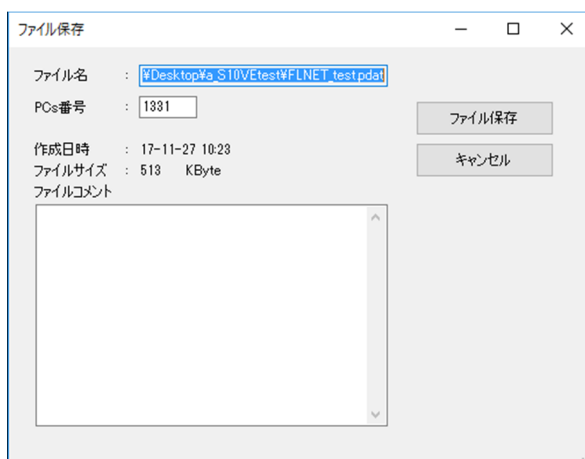 ファイル保存
ファイル名 : ¥Desktop¥a_S10VEtest¥FLNET_test.pdat
PCs番号 : 1331
ファイル保存
作成日時 : 17-11-27 10:23
キャンセル
ファイルサイズ : 513 KByte
ファイルコメント